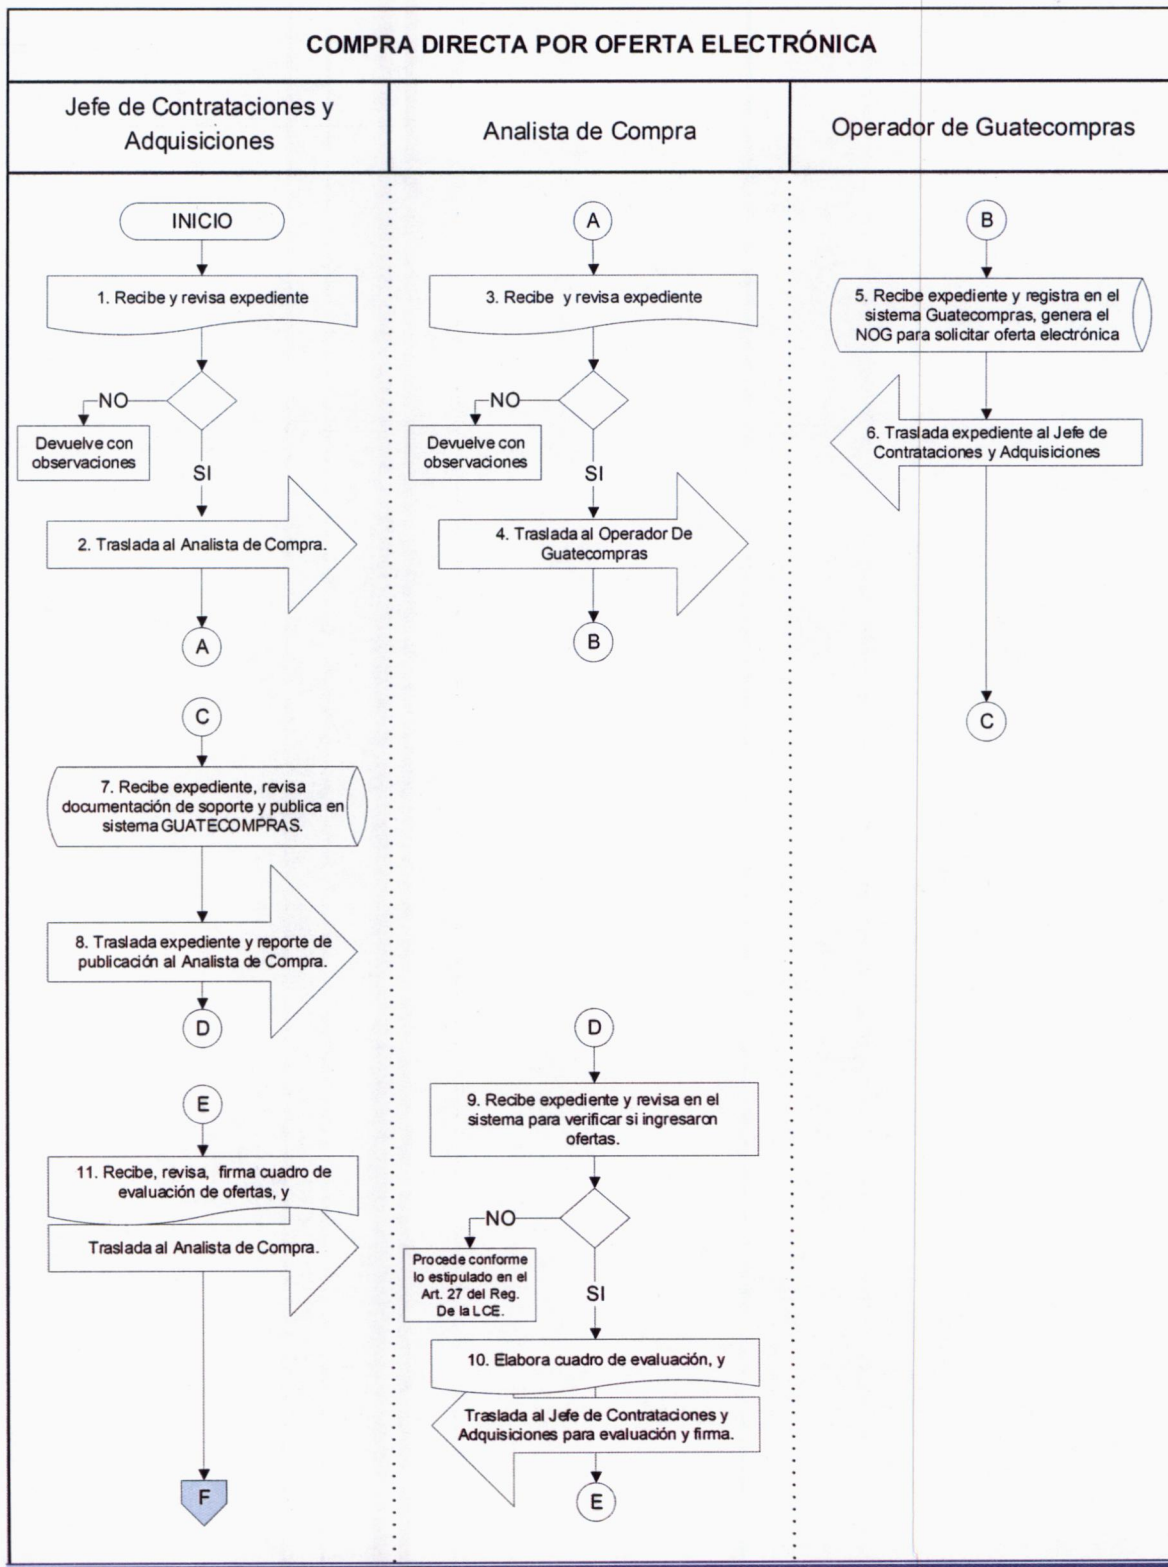 COMPRA DIRECTA POR OFERTA ELECTRÓNICA
Jefe de Contrataciones y
Adquisiciones
Analista de Compra
Operador de Guatecompras
INICIO
1. Recibe y revisa expediente
NO
Devuelve con
observaciones
SI
2. Traslada al Analista de Compra.
A
C
7. Recibe expediente, revisa
documentación de soporte y publica en
sistema GUATECOMPRAS.
8. Traslada expediente y reporte de
publicación al Analista de Compra.
D
E
11. Recibe, revisa, firma cuadro de
evaluación de ofertas, y
Traslada al Analista de Compra.
F
A
3. Recibe y revisa expediente
NO
Devuelve con
observaciones
SI
4. Traslada al Operador De
Guatecompras
B
D
9. Recibe expediente y revisa en el
sistema para verificar si ingresaron
ofertas.
NO
Procede conforme
lo estipulado en el
Art. 27 del Reg.
De la LCE.
SI
10. Elabora cuadro de evaluación, y
Traslada al Jefe de Contrataciones y
Adquisiciones para evaluación y firma.
E
B
5. Recibe expediente y registra en el
sistema Guatecompras, genera el
NOG para solicitar oferta electrónica
6. Traslada expediente al Jefe de
Contrataciones y Adquisiciones
C